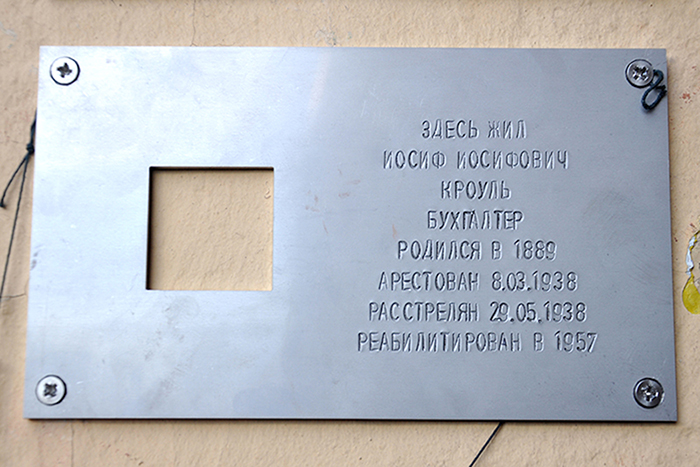 ЗДЕСЬ ЖИЛ
ИОСИФ ИОСИФОВИЧ
КРОУЛЬ
БУХГАЛТЕР
РОДИЛСЯ В 1889
АРЕСТОВАН 8.03.1938
РАССТРЕЛЯН 29.05.1938
РЕАБИЛИТИРОВАН В 1957